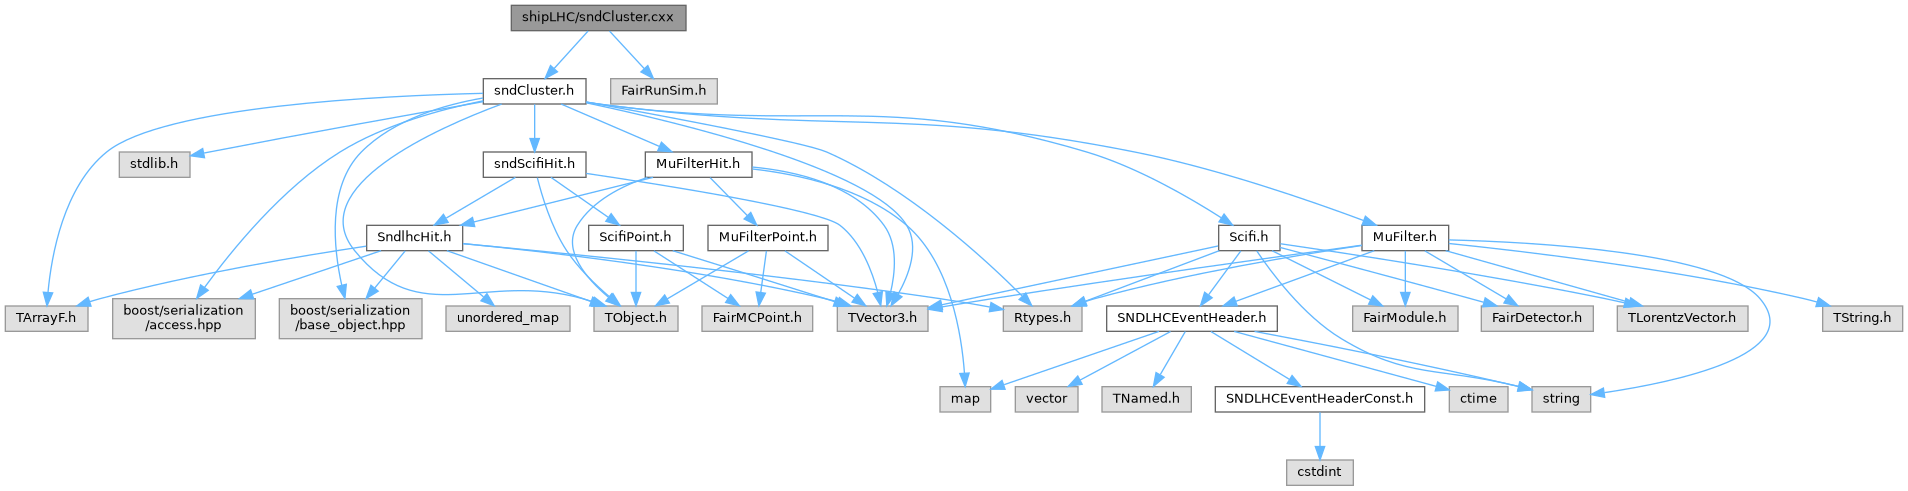 shipLHC/sndCluster.cxx
sndCluster.h
FairRunSim.h
stdlib.h
sndScifiHit.h
MuFilterHit.h
SndlhcHit.h
ScifiPoint.h
MuFilterPoint.h
Scifi.h
MuFilter.h
TArrayF.h
boost/serialization
/access.hpp
boost/serialization
/base_object.hpp
unordered_map
TObject.h
FairMCPoint.h
TVector3.h
Rtypes.h
SNDLHCEventHeader.h
FairModule.h
FairDetector.h
TLorentzVector.h
TString.h
map
vector
TNamed.h
SNDLHCEventHeaderConst.h
ctime
string
cstdint